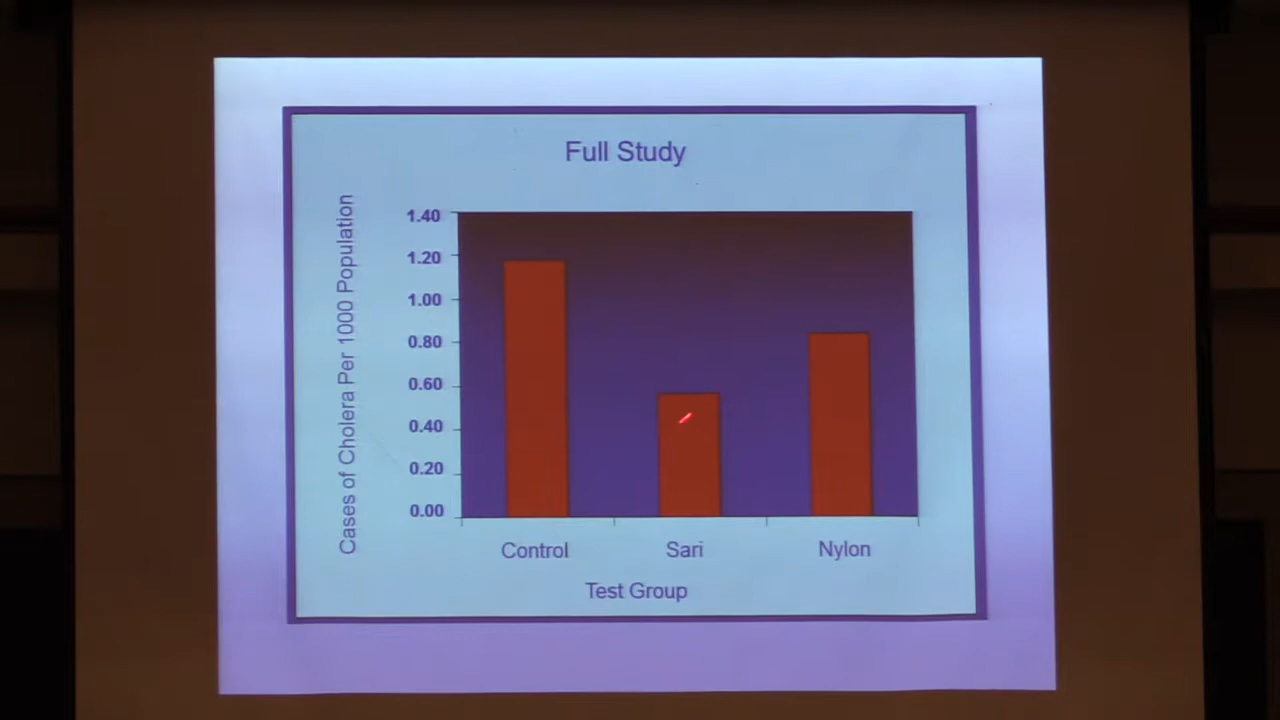 Full Study
Cases of Cholera Per 1000 Population
1.40
1.20
1.00
0.80
0.60
0.40
0.20
0.00
Control
Sari
Nylon
Test Group